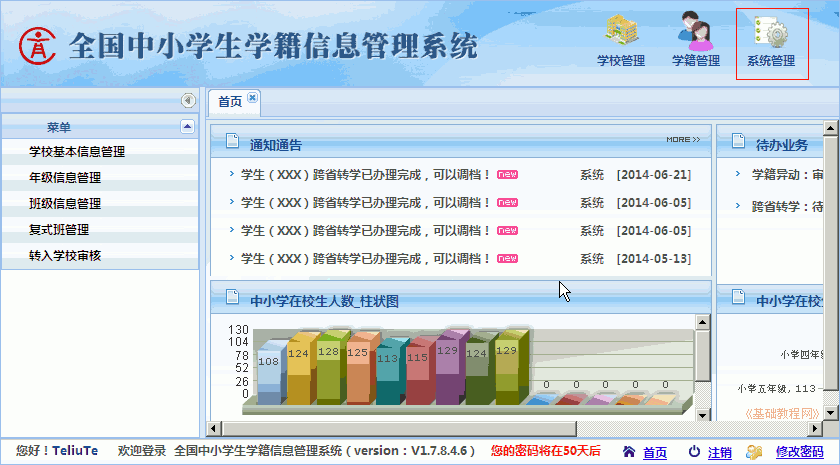 全国中小学生学籍信息管理系统
学校管理 学籍管理 系统管理
首页
菜单
学校基本信息管理
年级信息管理
班级信息管理
复式班管理
转入学校审核
通知通告 MORE>>
学生（XXX）跨省转学已办理完成，可以调档！ new 系统 [2014-06-21]
学生（XXX）跨省转学已办理完成，可以调档！ new 系统 [2014-06-05]
学生（XXX）跨省转学已办理完成，可以调档！ new 系统 [2014-06-05]
学生（XXX）跨省转学已办理完成，可以调档！ new 系统 [2014-05-13]
待办业务
学籍异动：审
跨省转学：待
中小学在校生人数_柱状图
130
104
78
52
26
0
108 124 128 125 113 115 129 124 129 0 0 0 0 0
中小学在校
小学四年级
小学五年级, 113
《基础教程网》
您好！TeliuTe 欢迎登录 全国中小学生学籍信息管理系统（version：V1.7.8.4.6） 您的密码将在50天后 首页 注销 修改密码